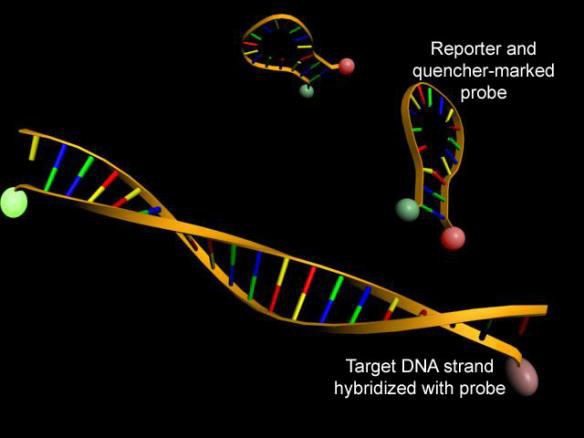 Reporter and
quencher-marked
probe
Target DNA strand
hybridized with probe